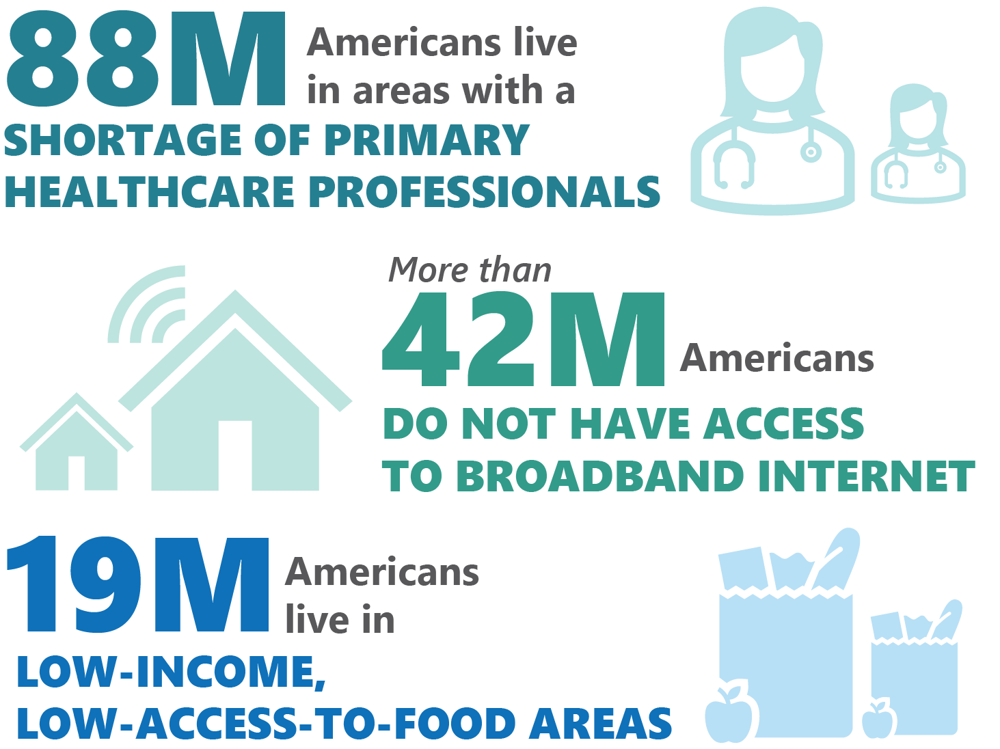 88M Americans live
in areas with a
SHORTAGE OF PRIMARY
HEALTHCARE PROFESSIONALS
More than
42M Americans
DO NOT HAVE ACCESS
TO BROADBAND INTERNET
19M Americans
live in
LOW-INCOME,
LOW-ACCESS-TO-FOOD AREAS